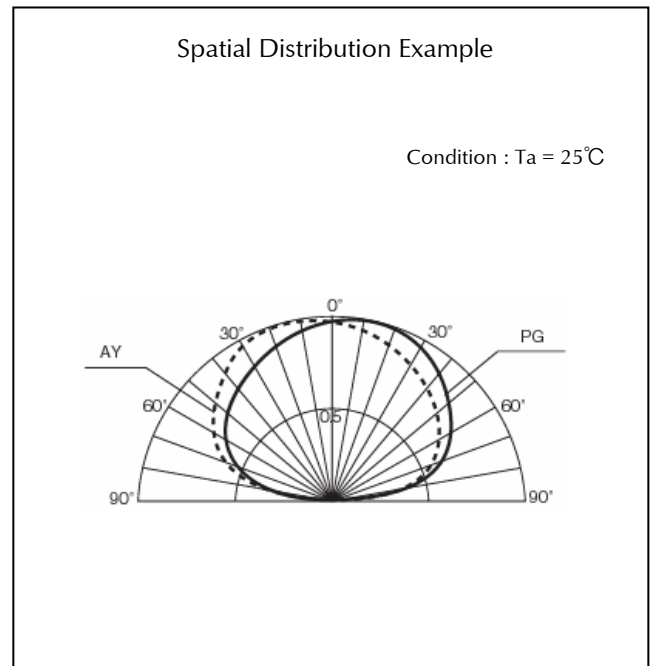 Spatial Distribution Example
Condition : Ta = 25℃
0°
30°
30°
AY
PG
60°
60°
0.5
90°
90°